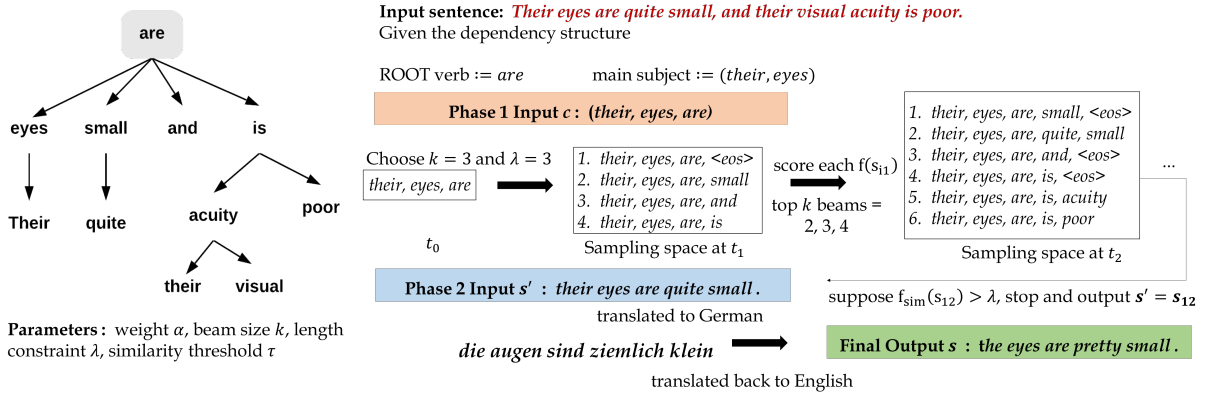 are
eyes small and is
Their quite acuity poor
their visual
Parameters : weight α, beam size k, length
constraint λ, similarity threshold τ
Input sentence: Their eyes are quite small, and their visual acuity is poor.
Given the dependency structure
ROOT verb := are main subject := (their, eyes)
Phase 1 Input c : (their, eyes, are)
Choose k = 3 and λ = 3
their, eyes, are
t₀
1. their, eyes, are, <eos>
2. their, eyes, are, small
3. their, eyes, are, and
4. their, eyes, are, is
Sampling space at t₁
score each f(sᵢ₁)
top k beams =
2, 3, 4
1. their, eyes, are, small, <eos>
2. their, eyes, are, quite, small
3. their, eyes, are, and, <eos>
4. their, eyes, are, is, <eos>
5. their, eyes, are, is, acuity
6. their, eyes, are, is, poor
Sampling space at t₂
...
suppose f_sim(s₁₂) > λ, stop and output s′ = s₁₂
Phase 2 Input s′ : their eyes are quite small .
translated to German
die augen sind ziemlich klein
translated back to English
Final Output s : the eyes are pretty small .